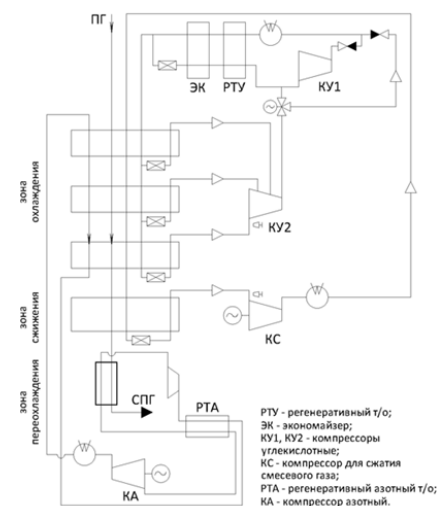 ПГ
ЭК
РТУ
КУ1
зона
охлаждения
КУ2
зона
сжижения
КС
зона
переохлаждения
СПГ
РТА
КА
РТУ - регенеративный т/о;
ЭК - экономайзер;
КУ1, КУ2 - компрессоры
углекислотные;
КС - компрессор для сжатия
смесевого газа;
РТА - регенеративный азотный т/о;
КА - компрессор азотный.